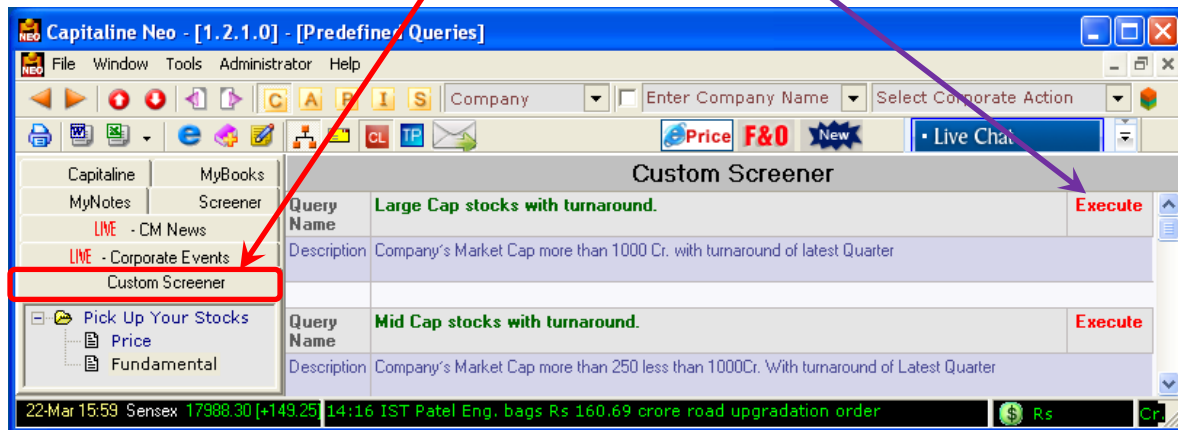 Capitaline Neo - [1.2.1.0] - [Predefined Queries]
NEO File Window Tools Administrator Help
C A P I S Company Enter Company Name Select Corporate Action
CL TP Price F&O New • Live Chat
Capitaline MyBooks
MyNotes Screener
LIVE - CM News
LIVE - Corporate Events
Custom Screener
Pick Up Your Stocks
Price
Fundamental
Custom Screener
Query Name Large Cap stocks with turnaround. Execute
Description Company's Market Cap more than 1000 Cr. with turnaround of latest Quarter
Query Name Mid Cap stocks with turnaround. Execute
Description Company's Market Cap more than 250 less than 1000Cr. With turnaround of Latest Quarter
22-Mar 15:59 Sensex 17988.30 [+149.25] 14:16 IST Patel Eng. bags Rs 160.69 crore road upgradation order $ Rs Cr.